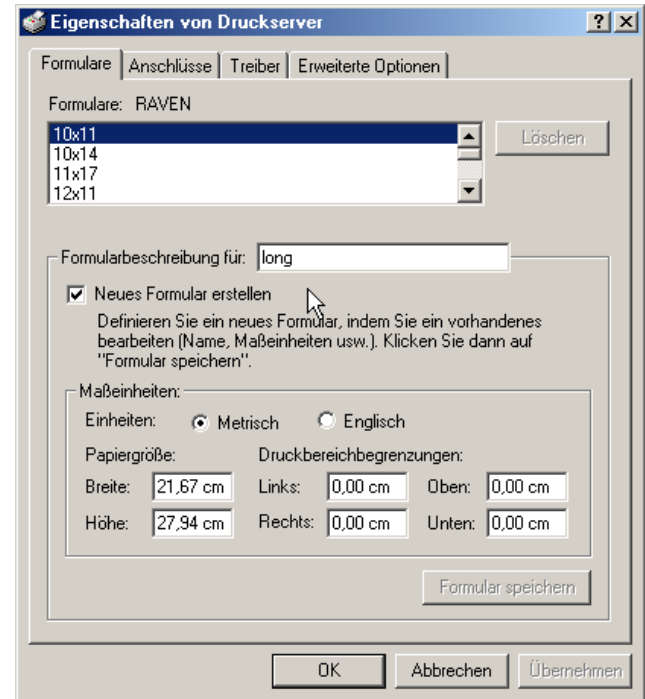 Eigenschaften von Druckserver
Formulare Anschlüsse Treiber Erweiterte Optionen
Formulare: RAVEN
10x11
10x14
11x17
12x11
Löschen
Formularbeschreibung für: long
Neues Formular erstellen
Definieren Sie ein neues Formular, indem Sie ein vorhandenes
bearbeiten (Name, Maßeinheiten usw.). Klicken Sie dann auf
"Formular speichern".
Maßeinheiten:
Einheiten: Metrisch Englisch
Papiergröße: Druckbereichbegrenzungen:
Breite: 21,67 cm Links: 0,00 cm Oben: 0,00 cm
Höhe: 27,94 cm Rechts: 0,00 cm Unten: 0,00 cm
Formular speichern
OK Abbrechen Übernehmen